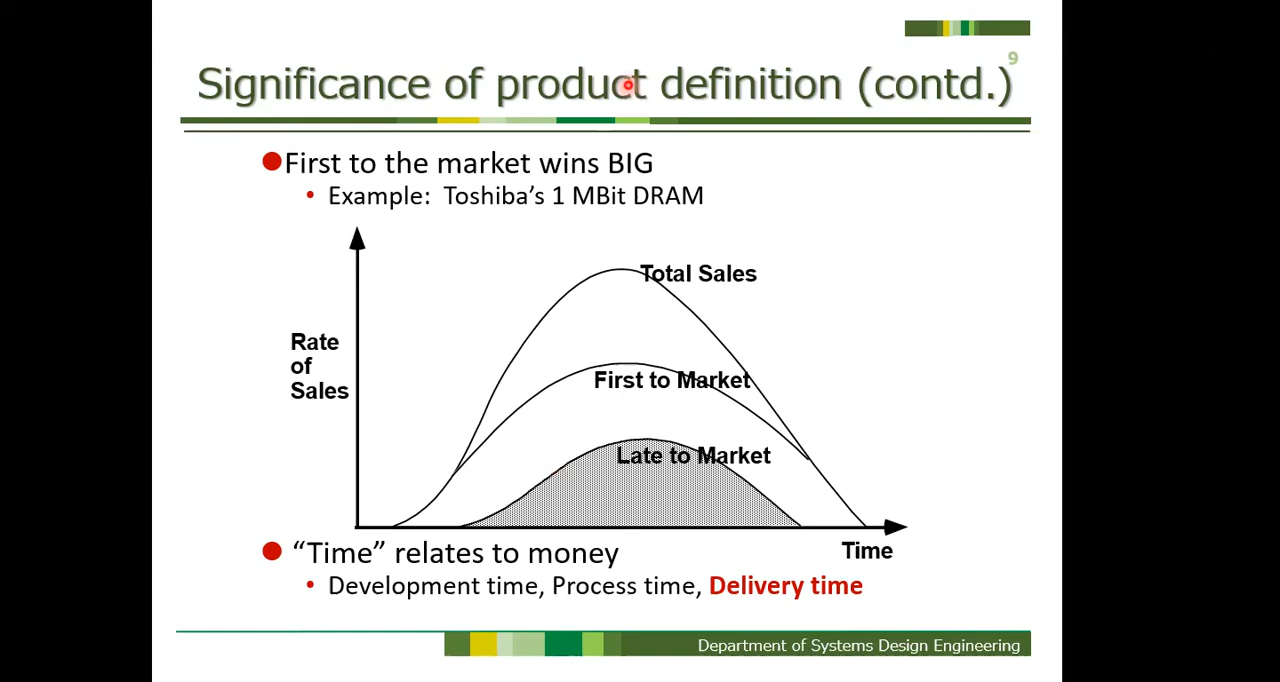 9
Significance of product definition (contd.)
First to the market wins BIG
Example: Toshiba's 1 MBit DRAM
Total Sales
Rate
of
Sales
First to Market
Late to Market
Time
“Time” relates to money
Development time, Process time, Delivery time
Department of Systems Design Engineering